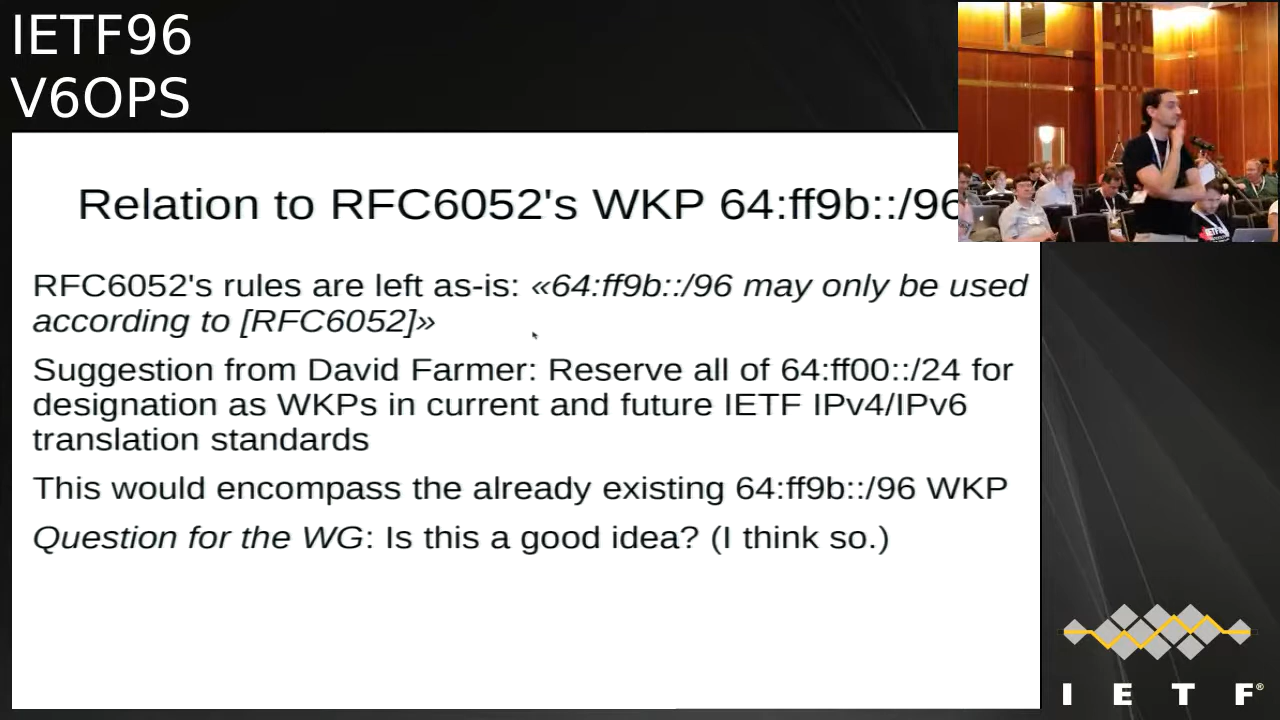 IETF96
V6OPS
Relation to RFC6052's WKP 64:ff9b::/96
RFC6052's rules are left as-is: «64:ff9b::/96 may only be used
according to [RFC6052]»
Suggestion from David Farmer: Reserve all of 64:ff00::/24 for
designation as WKPs in current and future IETF IPv4/IPv6
translation standards
This would encompass the already existing 64:ff9b::/96 WKP
Question for the WG: Is this a good idea? (I think so.)
I E T F®